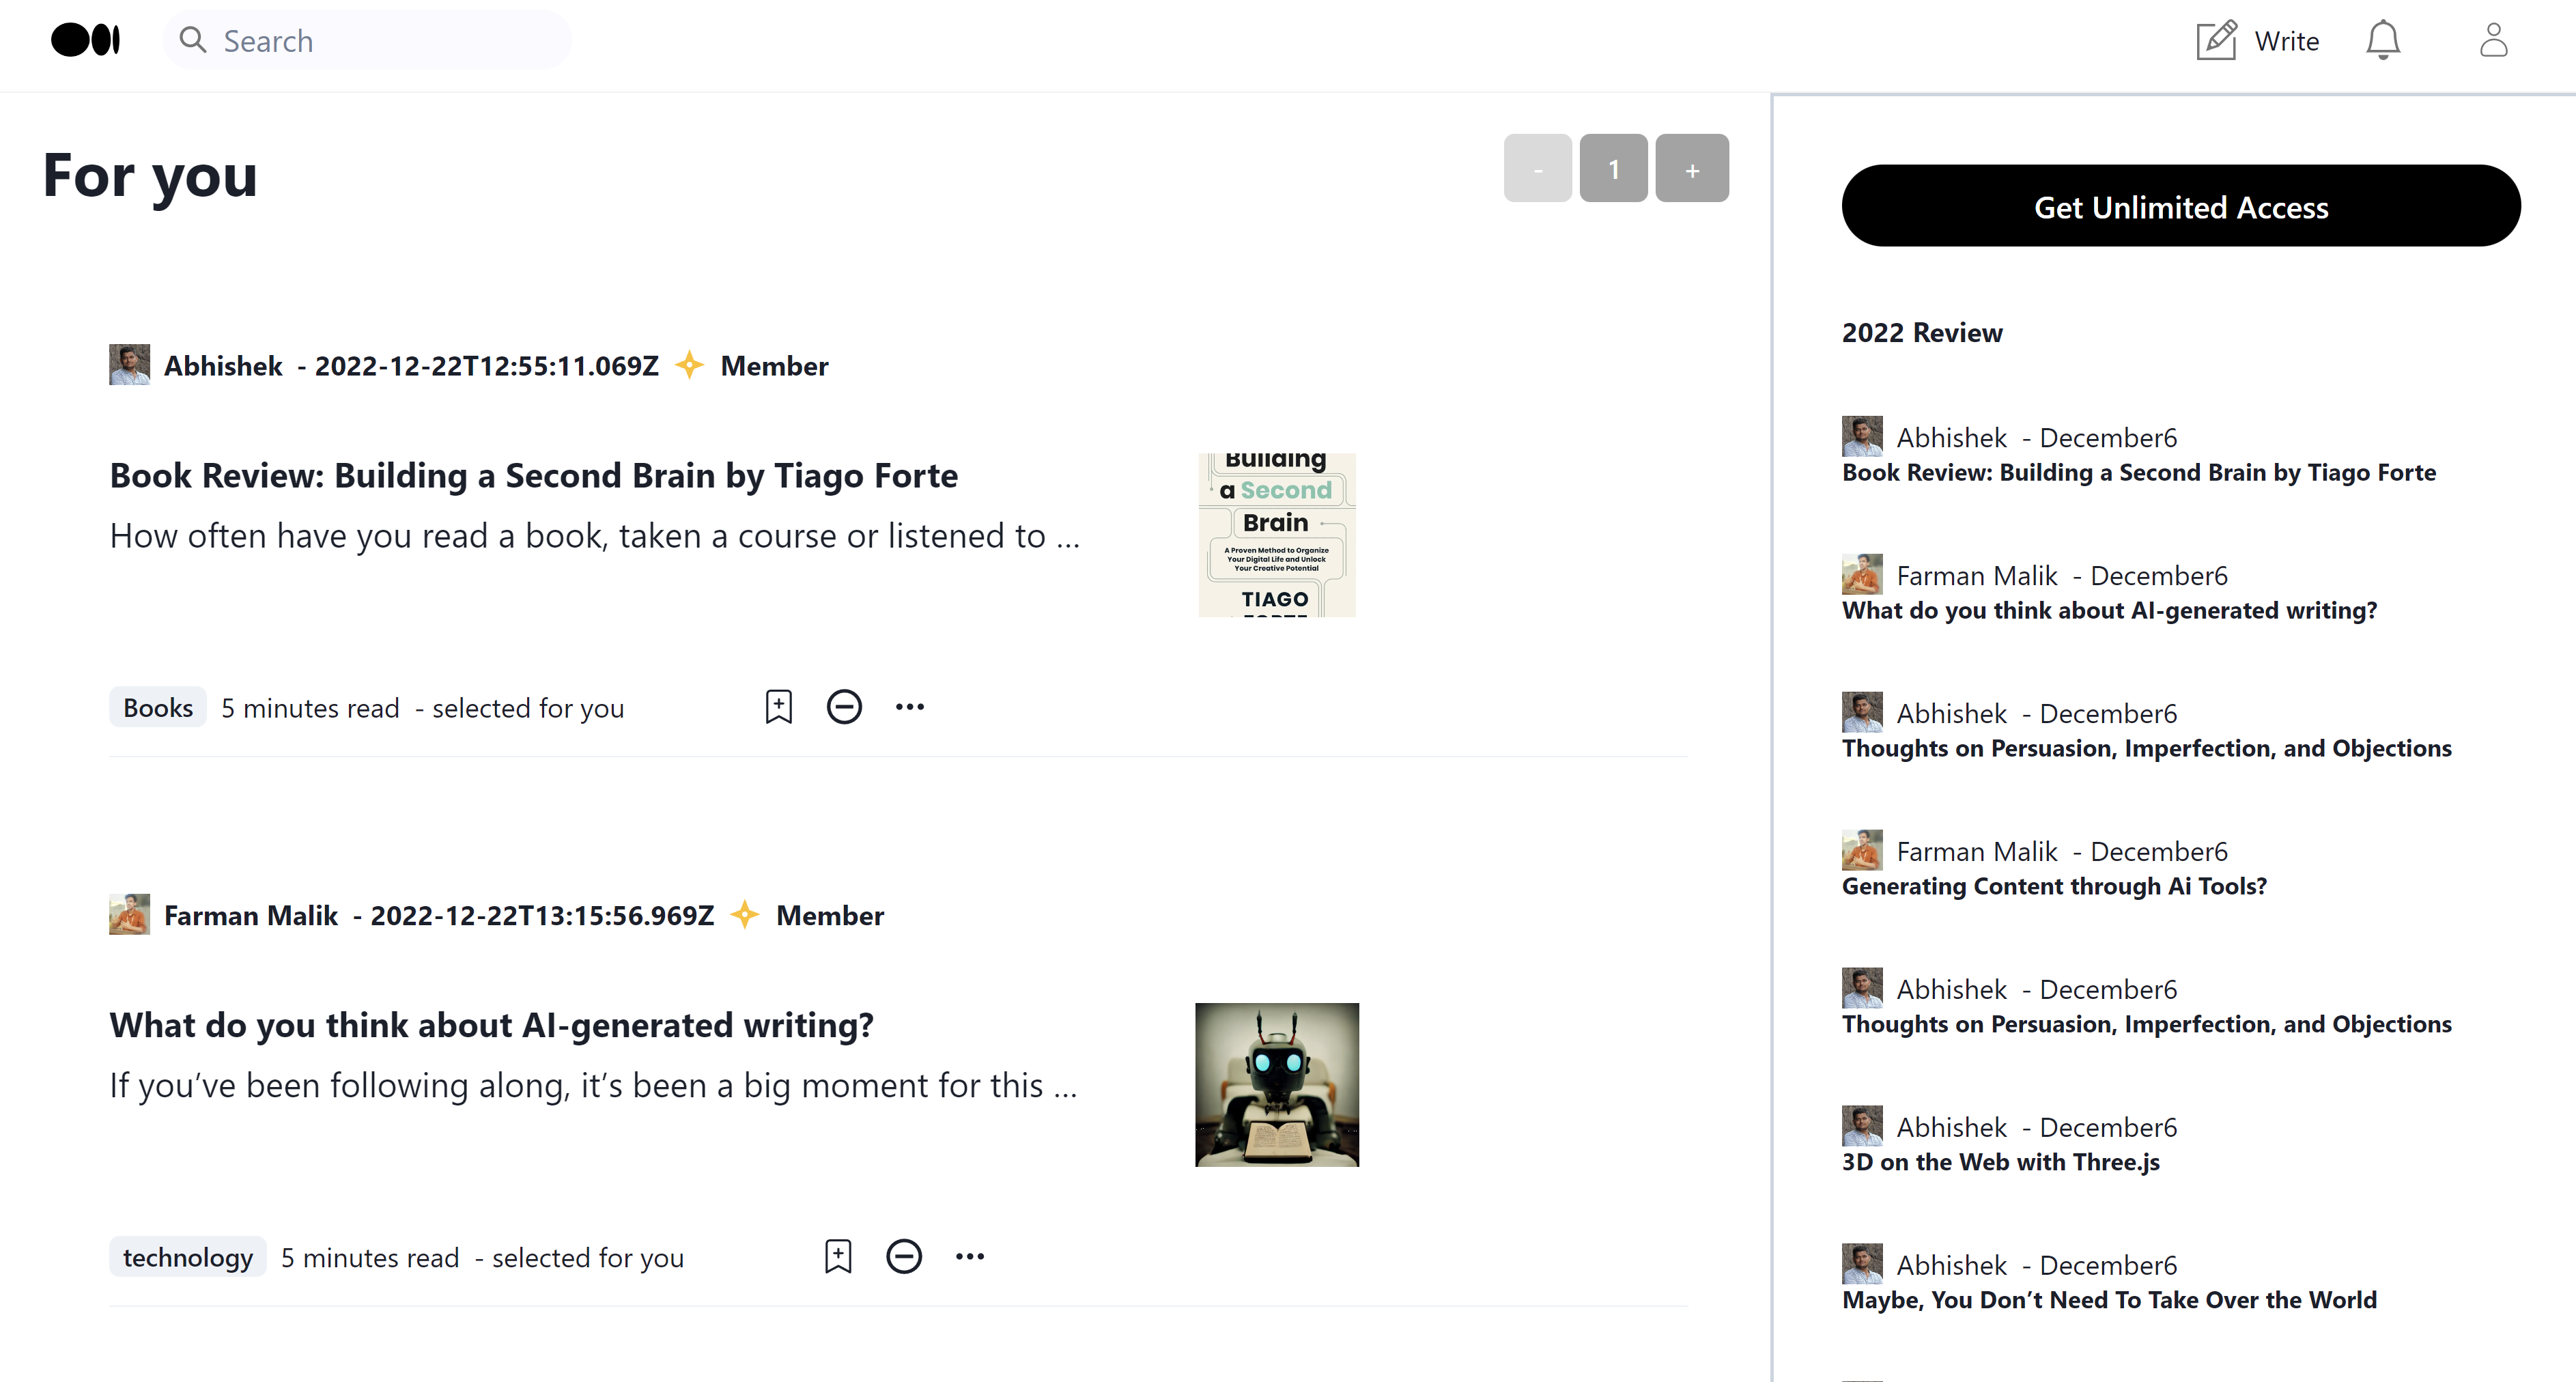 Search
Write
For you
- 1 +
Abhishek - 2022-12-22T12:55:11.069Z Member
Book Review: Building a Second Brain by Tiago Forte
How often have you read a book, taken a course or listened to ...
Building
a Second
Brain
A Proven Method to Organize
Your Digital Life and Unlock
Your Creative Potential
TIAGO
FORTE
Books 5 minutes read - selected for you
Farman Malik - 2022-12-22T13:15:56.969Z Member
What do you think about AI-generated writing?
If you’ve been following along, it’s been a big moment for this ...
technology 5 minutes read - selected for you
Get Unlimited Access
2022 Review
Abhishek - December6
Book Review: Building a Second Brain by Tiago Forte
Farman Malik - December6
What do you think about AI-generated writing?
Abhishek - December6
Thoughts on Persuasion, Imperfection, and Objections
Farman Malik - December6
Generating Content through Ai Tools?
Abhishek - December6
Thoughts on Persuasion, Imperfection, and Objections
Abhishek - December6
3D on the Web with Three.js
Abhishek - December6
Maybe, You Don’t Need To Take Over the World